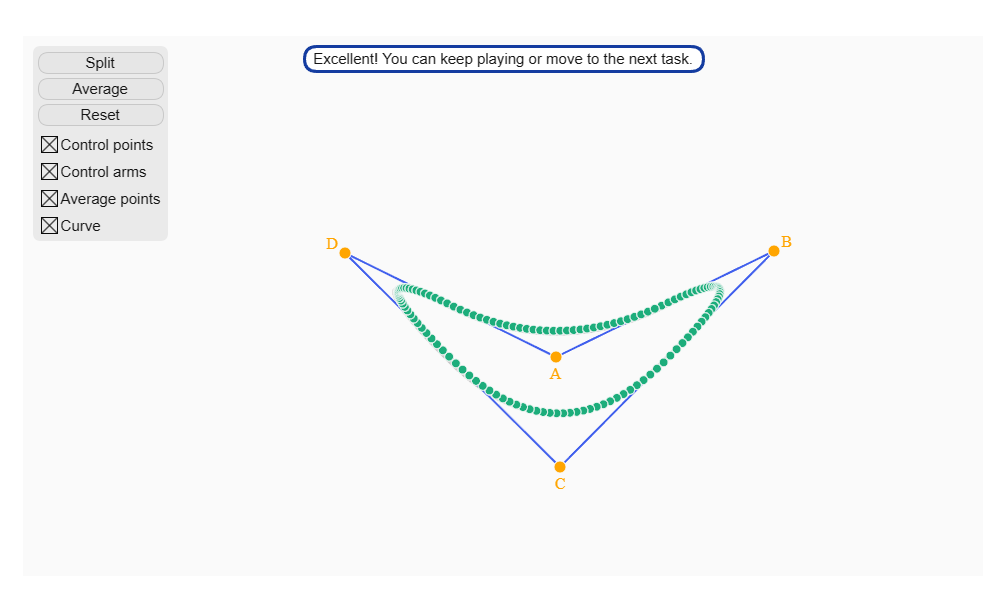 Excellent! You can keep playing or move to the next task.
Split
Average
Reset
Control points
Control arms
Average points
Curve
D
B
A
C